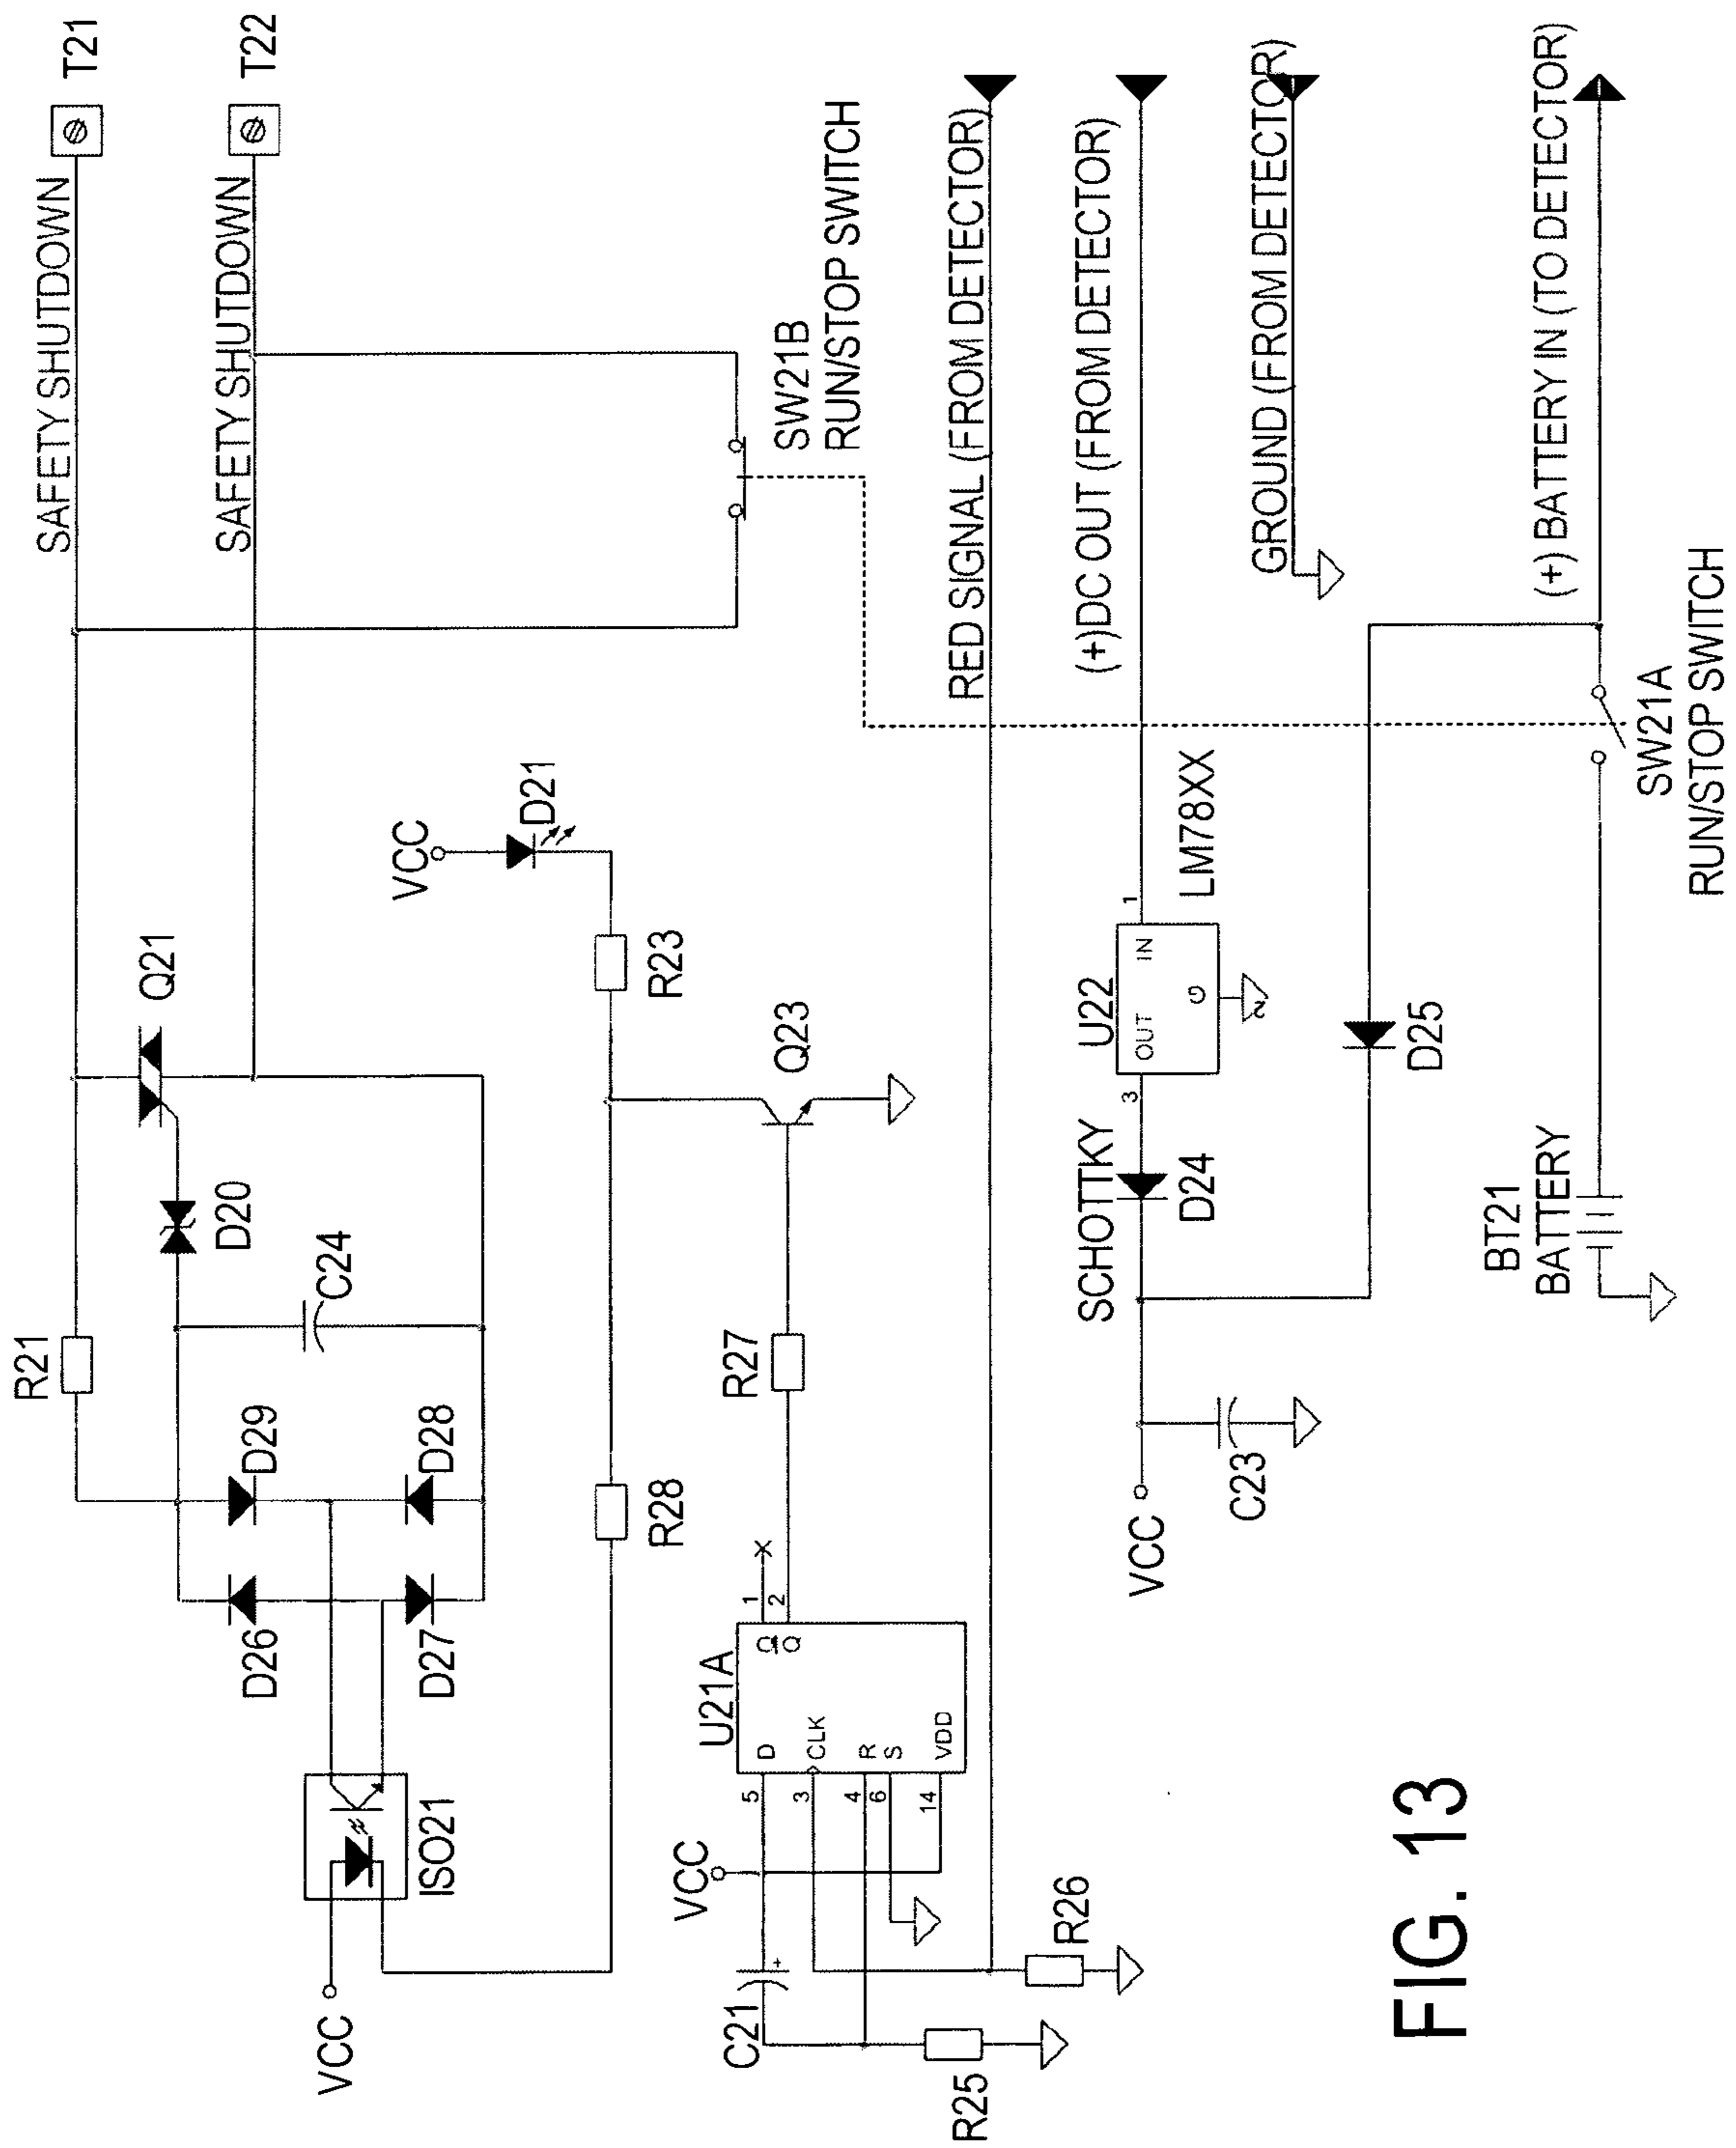 T21
SAFETY SHUTDOWN
T22
SAFETY SHUTDOWN
Q21
D20
C24
R21
D29
D28
D26
D27
ISO21
VCC
VCC
D21
R23
R28
Q23
R27
SW21B
RUN/STOP SWITCH
U21A
D
CLK
R
S
VDD
Q
Q
1
2
5
3
4
6
14
VCC
C21
+
R25
R26
RED SIGNAL (FROM DETECTOR)
(+)DC OUT (FROM DETECTOR)
GROUND (FROM DETECTOR)
(+) BATTERY IN (TO DETECTOR)
LM78XX
U22
OUT
IN
G
1
2
3
SCHOTTKY
D24
D25
VCC
C23
BT21
BATTERY
SW21A
RUN/STOP SWITCH
FIG. 13